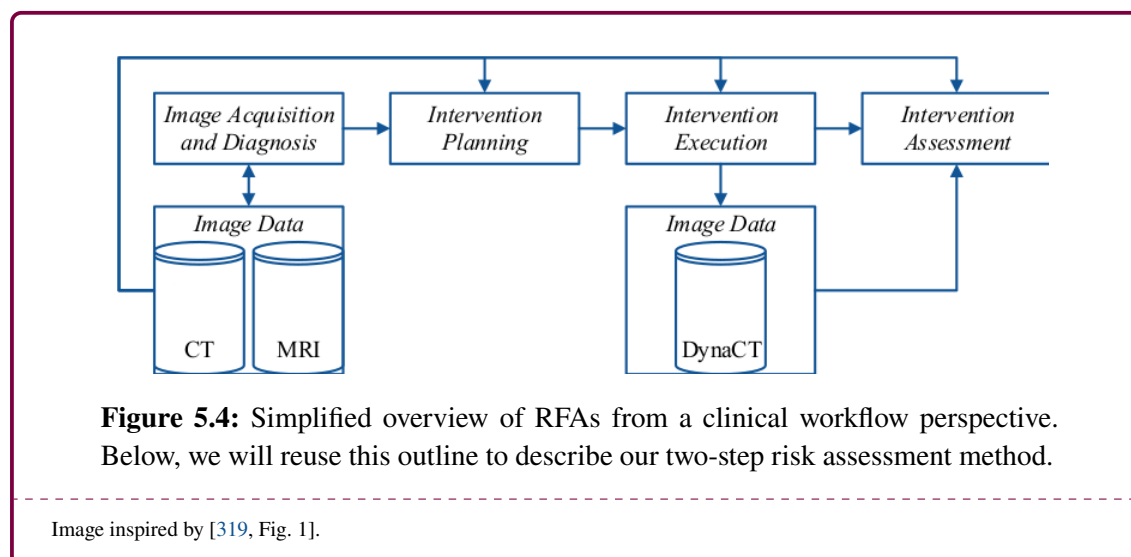 Image Acquisition
and Diagnosis
Intervention
Planning
Intervention
Execution
Intervention
Assessment
Image Data
CT
MRI
Image Data
DynaCT
Figure 5.4: Simplified overview of RFAs from a clinical workflow perspective.
Below, we will reuse this outline to describe our two-step risk assessment method.
Image inspired by [319, Fig. 1].